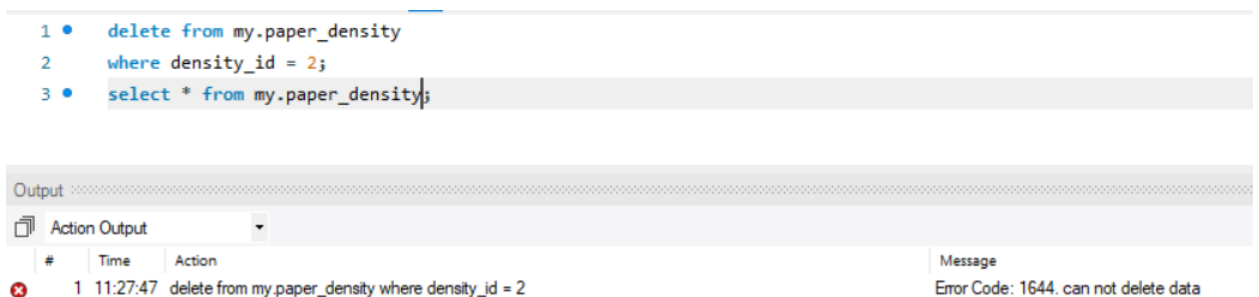 1 delete from my.paper_density
2 where density_id = 2;
3 select * from my.paper_density;
Output
Action Output
# Time Action Message
1 11:27:47 delete from my.paper_density where density_id = 2 Error Code: 1644. can not delete data